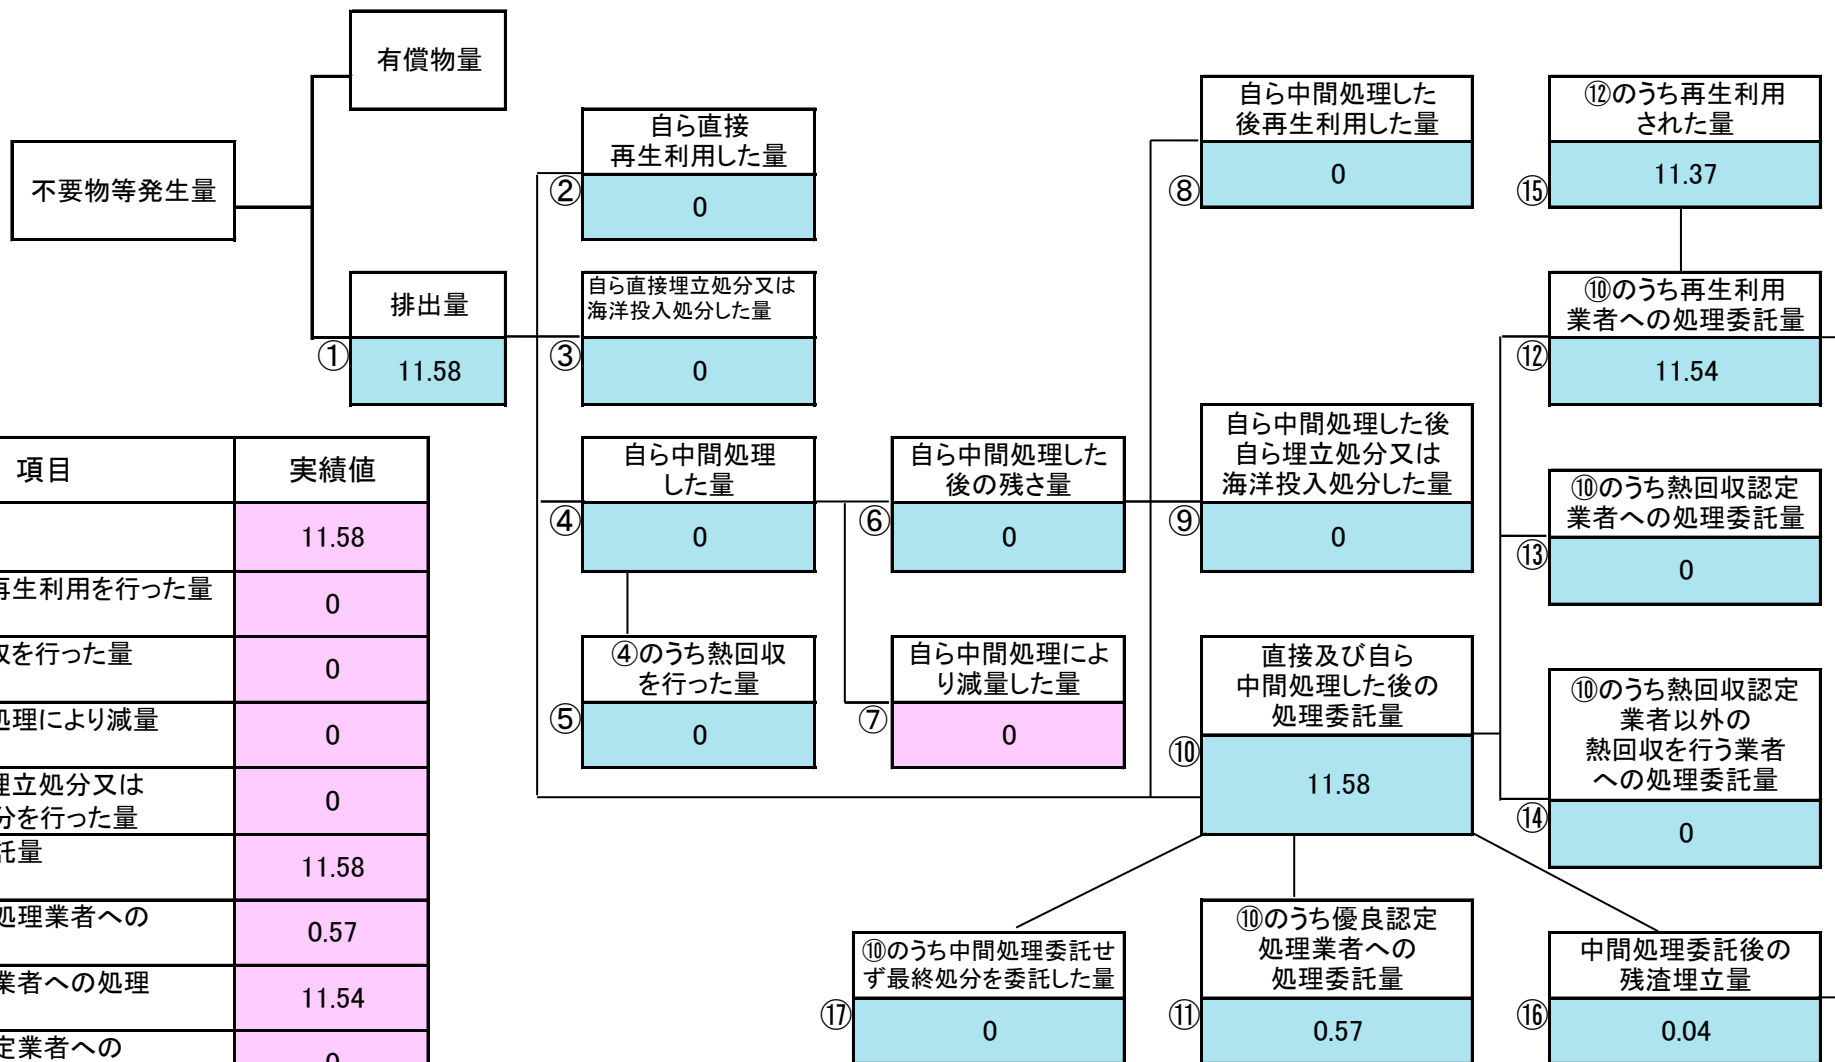 有償物量
不要物等発生量
排出量
①
11.58
自ら直接
再生利用した量
②
0
自ら直接埋立処分又は
海洋投入処分した量
③
0
自ら中間処理
した量
④
0
④のうち熱回収
を行った量
⑤
0
自ら中間処理した
後の残さ量
⑥
0
自ら中間処理によ
り減量した量
⑦
0
自ら中間処理した
後再生利用した量
⑧
0
自ら中間処理した後
自ら埋立処分又は
海洋投入処分した量
⑨
0
直接及び自ら
中間処理した後の
処理委託量
⑩
11.58
⑫のうち再生利用
された量
⑮
11.37
⑩のうち再生利用
業者への処理委託量
⑫
11.54
⑩のうち熱回収認定
業者への処理委託量
⑬
0
⑩のうち熱回収認定
業者以外の
熱回収を行う業者
への処理委託量
⑭
0
⑩のうち中間処理委託せ
ず最終処分を委託した量
⑰
0
⑩のうち優良認定
処理業者への
処理委託量
⑪
0.57
中間処理委託後の
残渣埋立量
⑯
0.04
項目 実績値
11.58
再生利用を行った量 0
を行った量 0
処理により減量 0
埋立処分又は
を行った量 0
託量 11.58
処理業者への 0.57
業者への処理 11.54
定業者への 0